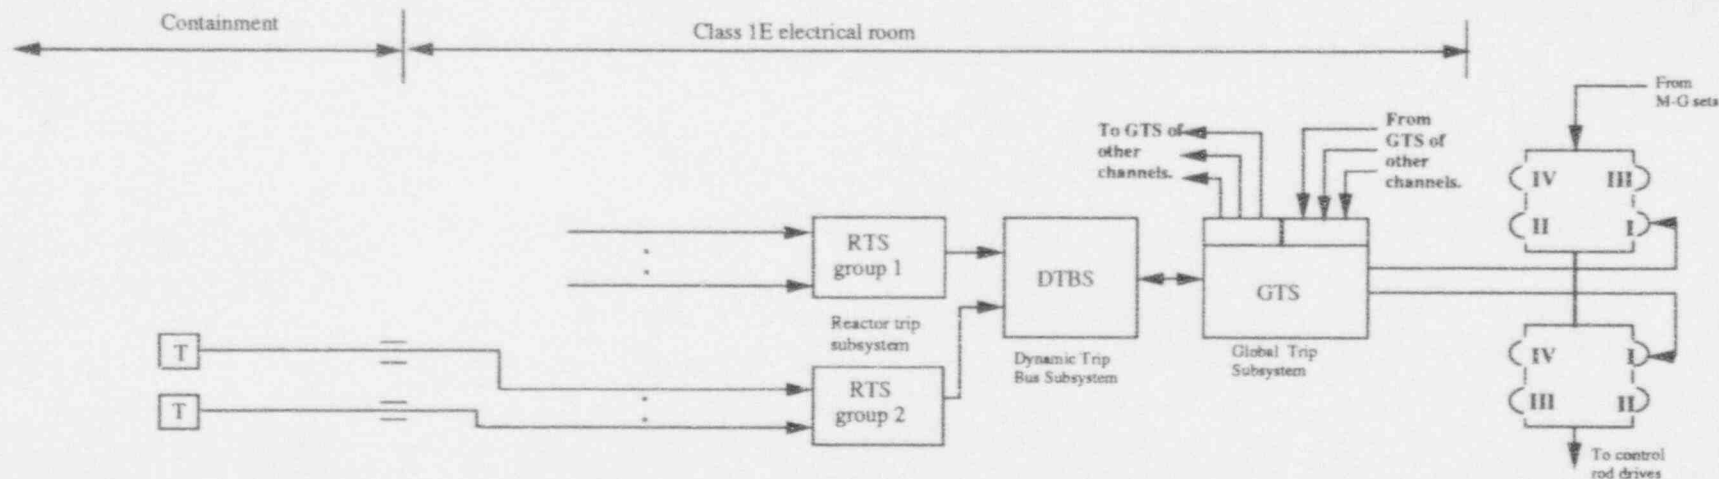 Containment
Class 1E electrical room
From
M-G sets
To GTS of
other
channels.
From
GTS of
other
channels.
IV III
II I
RTS
group 1
DTBS
GTS
Reactor trip
subsystem
Dynamic Trip
Bus Subsystem
Global Trip
Subsystem
T
T
RTS
group 2
IV I
III II
To control
rod drives